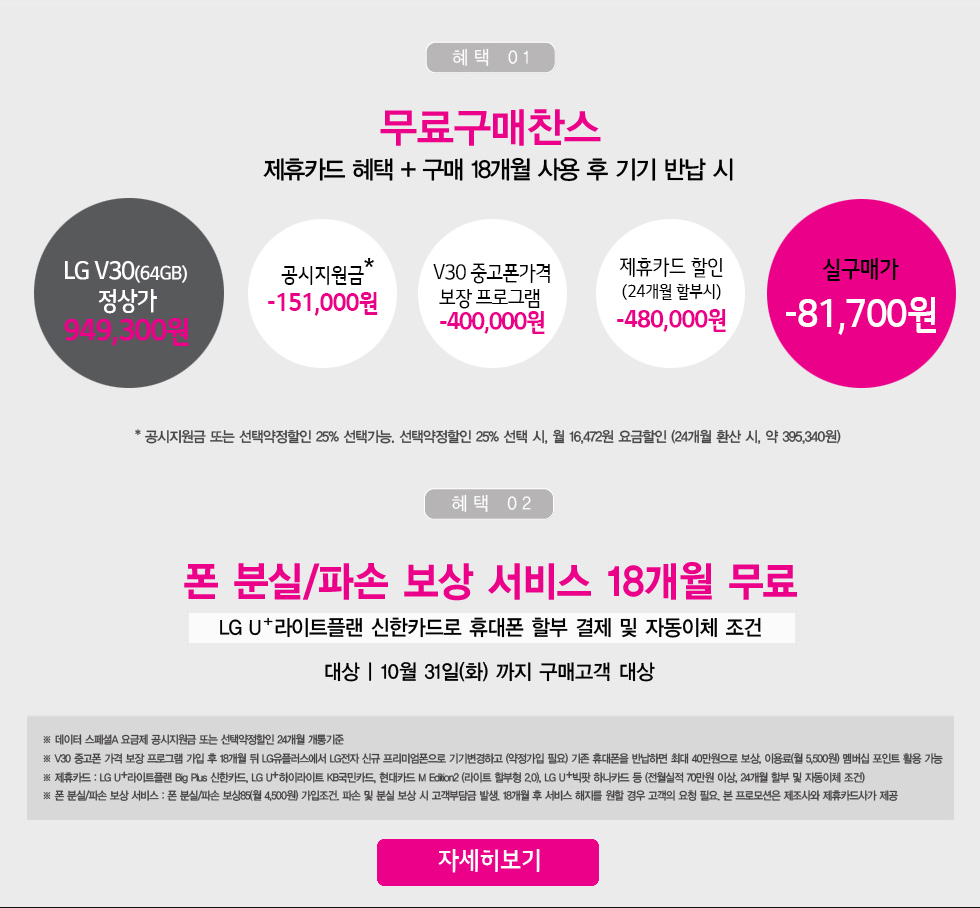 혜택 01
무료구매찬스
제휴카드 혜택 + 구매 18개월 사용 후 기기 반납 시
LG V30(64GB)
정상가
949,300원
공시지원금*
-151,000원
V30 중고폰가격
보장 프로그램
-400,000원
제휴카드 할인
(24개월 할부시)
-480,000원
실구매가
-81,700원
* 공시지원금 또는 선택약정할인 25% 선택가능, 선택약정할인 25% 선택 시, 월 16,472원 요금할인 (24개월 환산 시, 약 395,340원)
혜택 02
폰 분실/파손 보상 서비스 18개월 무료
LG U+라이트플랜 신한카드로 휴대폰 할부 결제 및 자동이체 조건
대상 | 10월 31일(화) 까지 구매고객 대상
※ 데이터 스페셜A 요금제 공시지원금 또는 선택약정할인 24개월 개통기준
※ V30 중고폰 가격 보장 프로그램 가입 후 18개월 뒤 LG유플러스에서 LG전자 신규 프리미엄폰으로 기기변경하고 (약정가입 필요) 기존 휴대폰을 반납하면 최대 40만원으로 보상, 이용료(월 5,500원) 멤버십 포인트 활용 가능
※ 제휴카드 : LG U+라이트플랜 Big Plus 신한카드, LG U+하이라이트 KB국민카드, 현대카드 M Edition2 (라이트 할부형 2.0), LG U+빅팟 하나카드 등 (전월실적 70만원 이상, 24개월 할부 및 자동이체 조건)
※ 폰 분실/파손 보상 서비스 : 폰 분실/파손 보상85(월 4,500원) 가입조건, 파손 및 분실 보상 시 고객부담금 발생, 18개월 후 서비스 해지를 원할 경우 고객의 요청 필요, 본 프로모션은 제조사와 제휴카드사가 제공
자세히보기